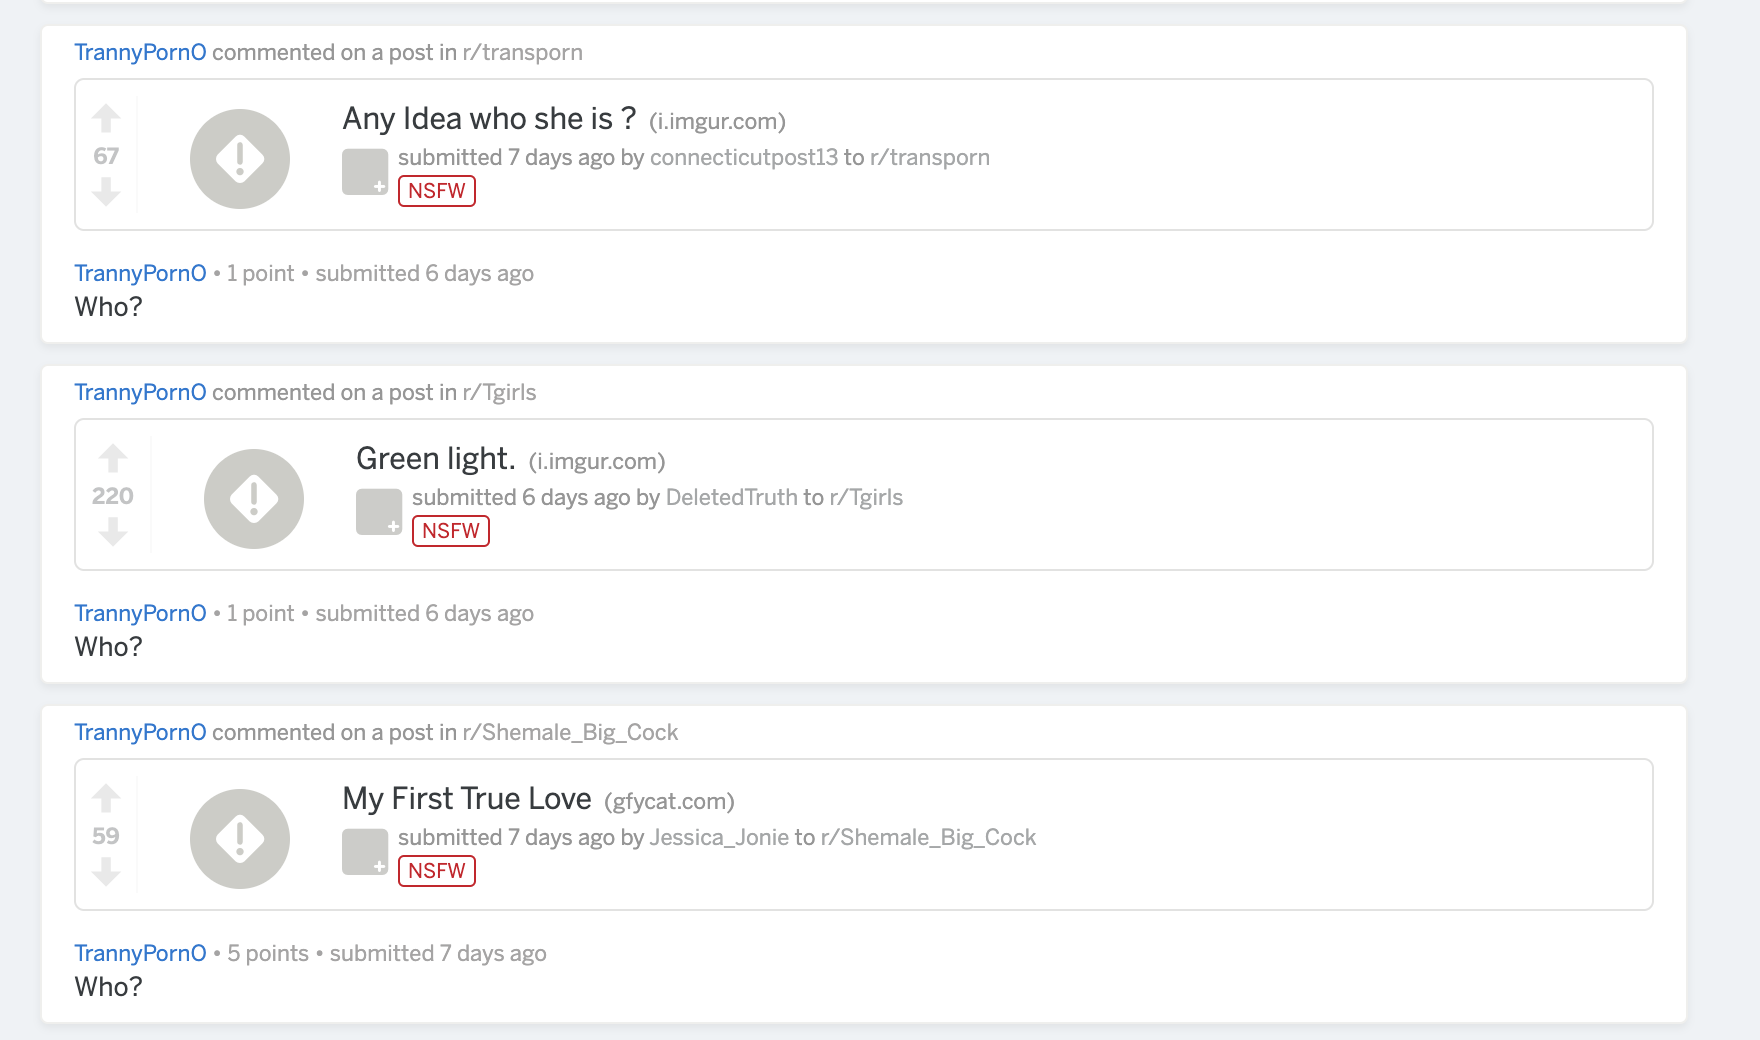 TrannyPornO commented on a post in r/transporn
Any Idea who she is ? (i.imgur.com)
67
submitted 7 days ago by connecticutpost13 to r/transporn
NSFW
TrannyPornO • 1 point • submitted 6 days ago
Who?
TrannyPornO commented on a post in r/Tgirls
Green light. (i.imgur.com)
220
submitted 6 days ago by DeletedTruth to r/Tgirls
NSFW
TrannyPornO • 1 point • submitted 6 days ago
Who?
TrannyPornO commented on a post in r/Shemale_Big_Cock
My First True Love (gfycat.com)
59
submitted 7 days ago by Jessica_Jonie to r/Shemale_Big_Cock
NSFW
TrannyPornO • 5 points • submitted 7 days ago
Who?